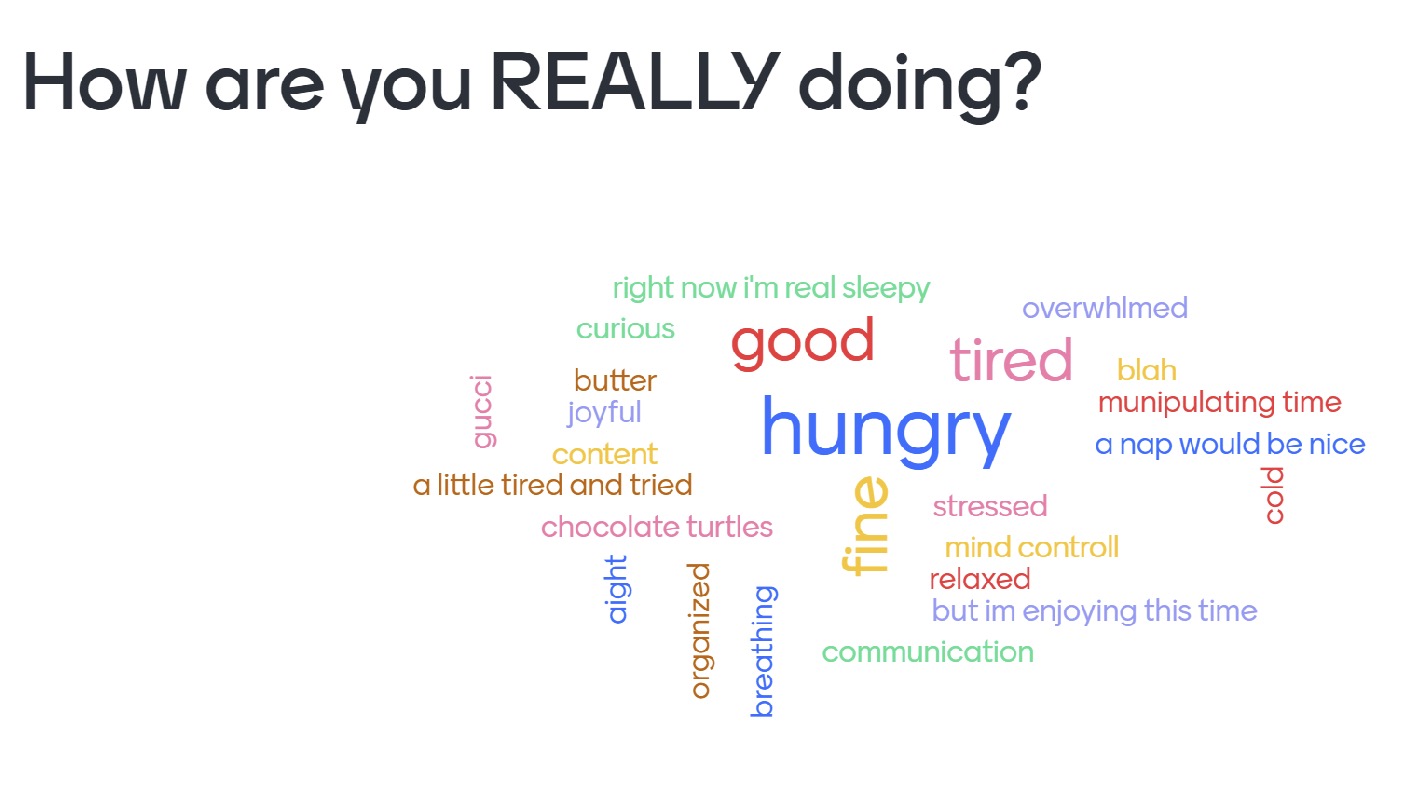 How are you REALLY doing?
right now i'm real sleepy
overwhlmed
curious
good
tired
blah
butter
gucci
joyful
munipulating time
hungry
a nap would be nice
content
a little tired and tried
cold
stressed
fine
chocolate turtles
mind controll
relaxed
aight
organized
breathing
but im enjoying this time
communication